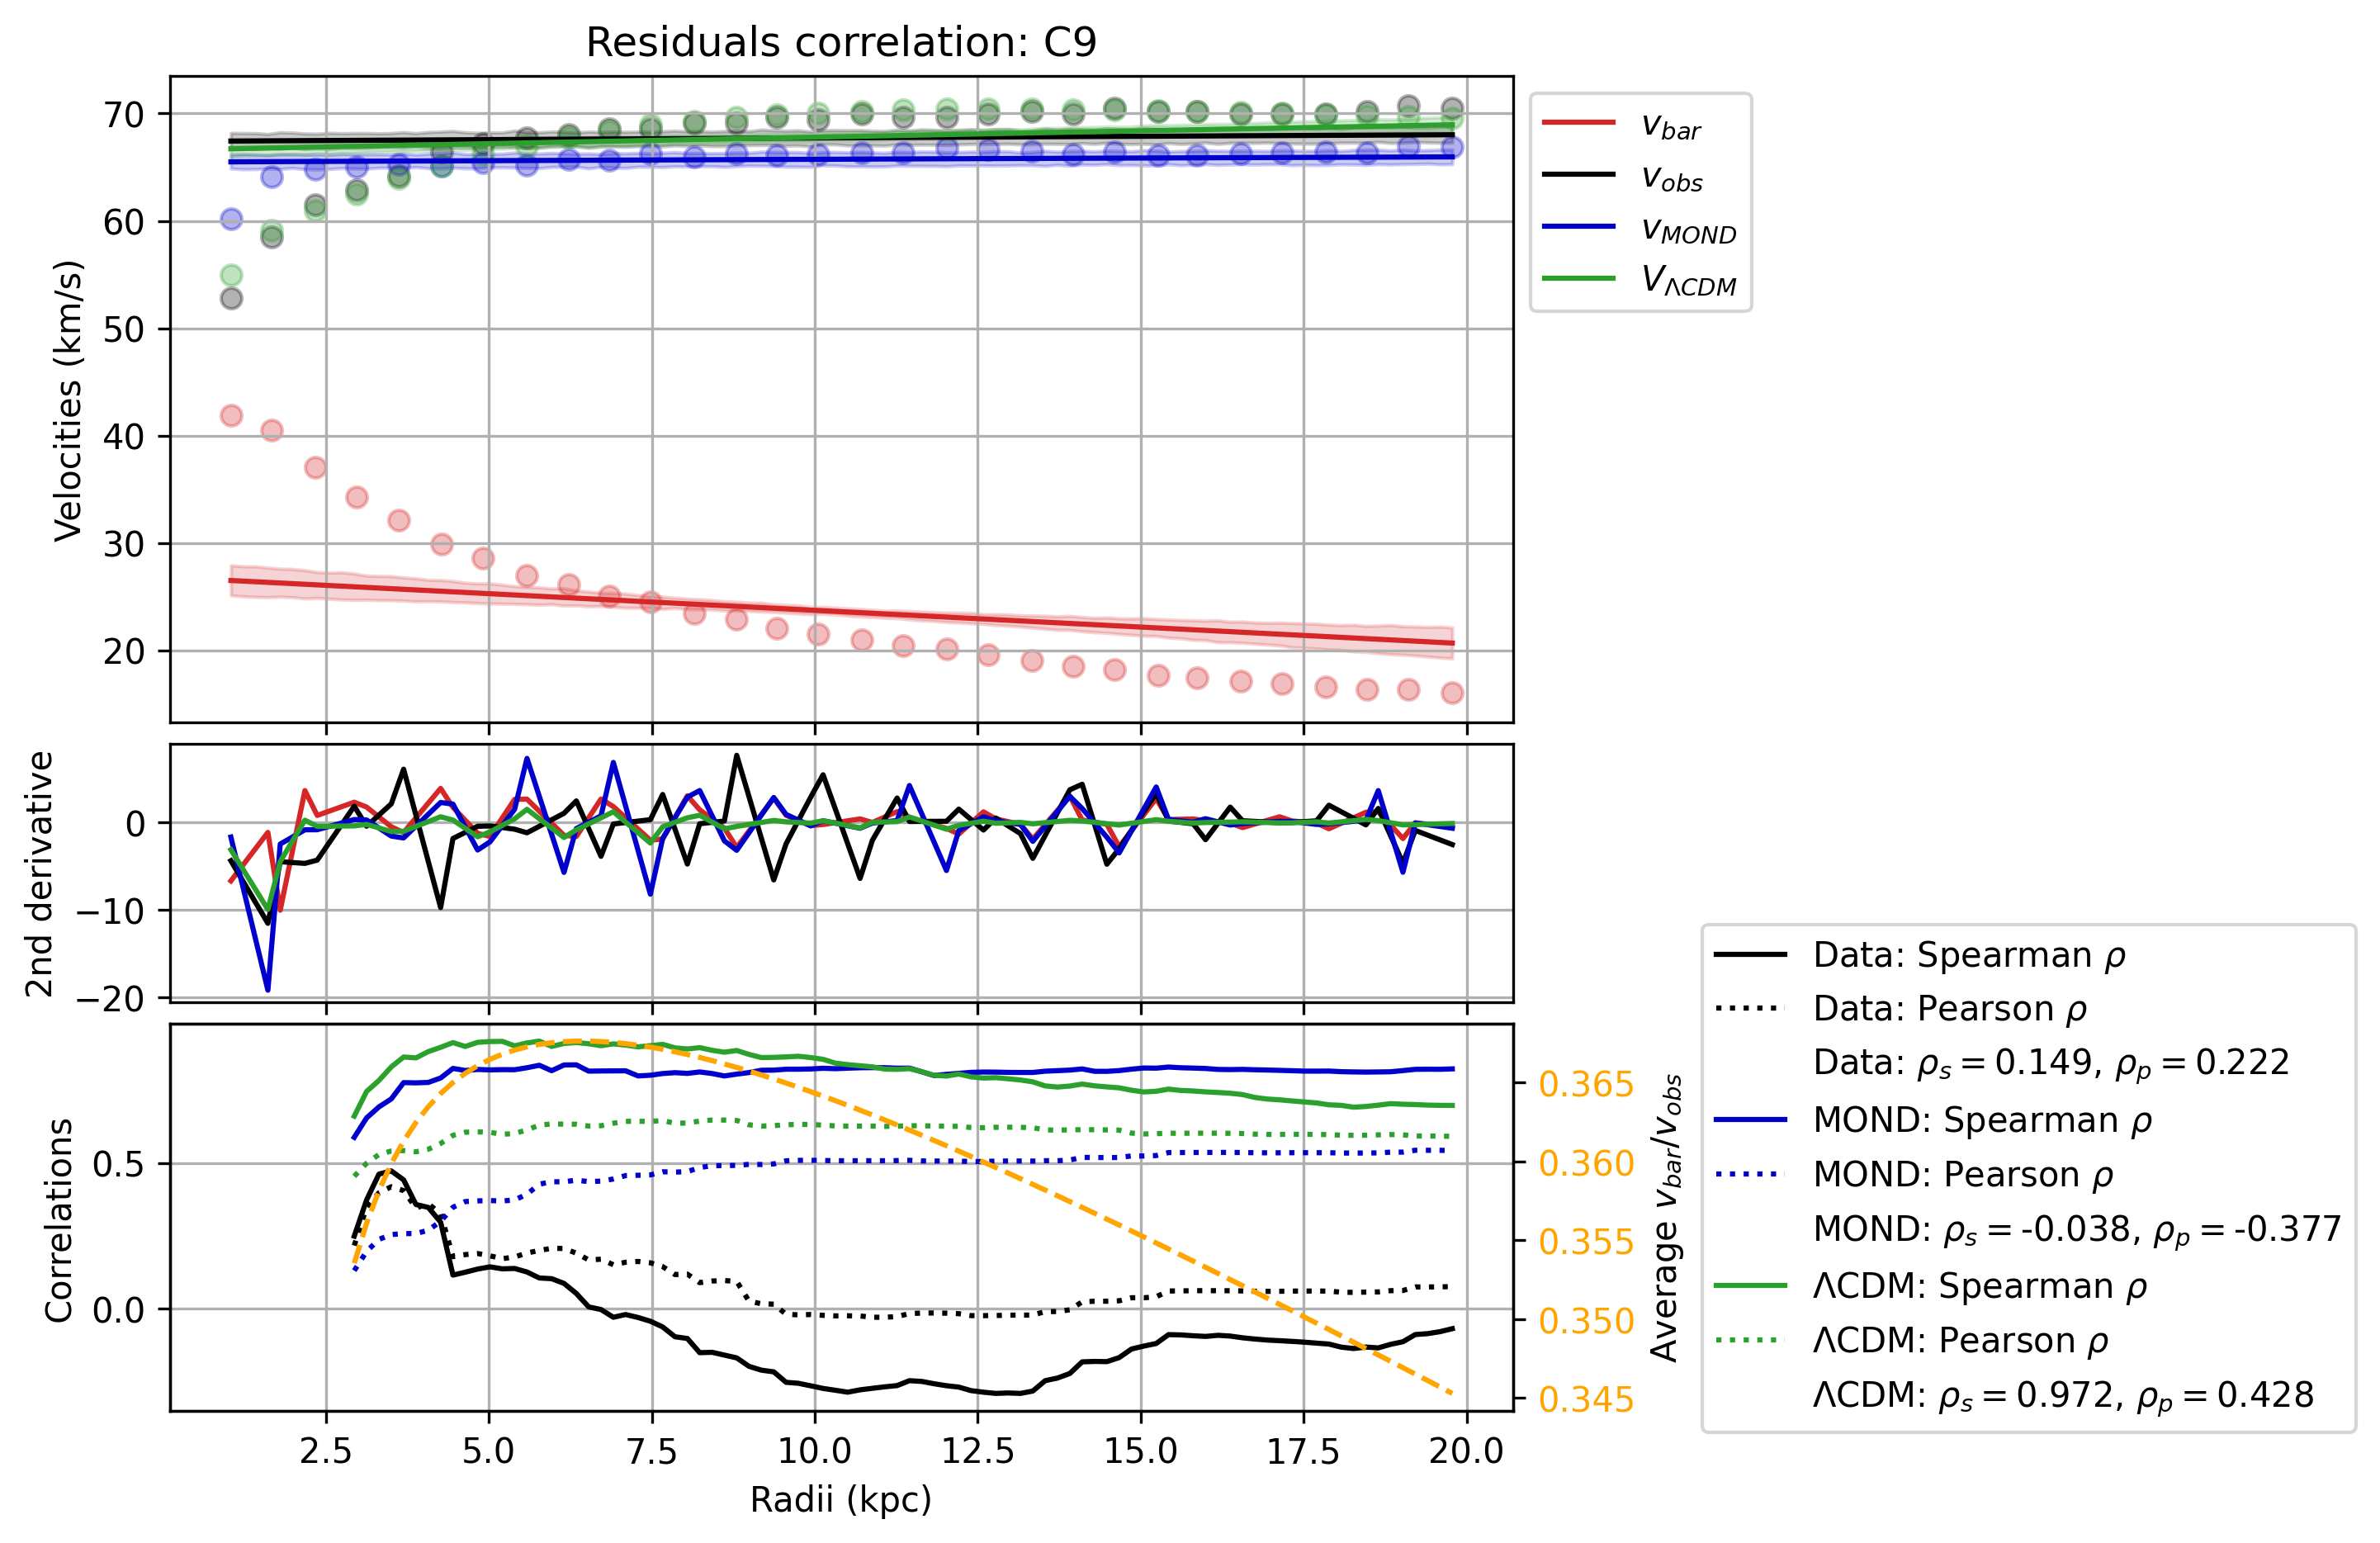 Residuals correlation: C9
70
60
50
40
30
20
Velocities (km/s)
v_bar
v_obs
v_MOND
V_ΛCDM
0
−10
−20
2nd derivative
0.5
0.0
Correlations
0.365
0.360
0.355
0.350
0.345
Average v_bar/v_obs
2.5 5.0 7.5 10.0 12.5 15.0 17.5 20.0
Radii (kpc)
Data: Spearman ρ
Data: Pearson ρ
Data: ρ_s = 0.149, ρ_p = 0.222
MOND: Spearman ρ
MOND: Pearson ρ
MOND: ρ_s = -0.038, ρ_p = -0.377
ΛCDM: Spearman ρ
ΛCDM: Pearson ρ
ΛCDM: ρ_s = 0.972, ρ_p = 0.428